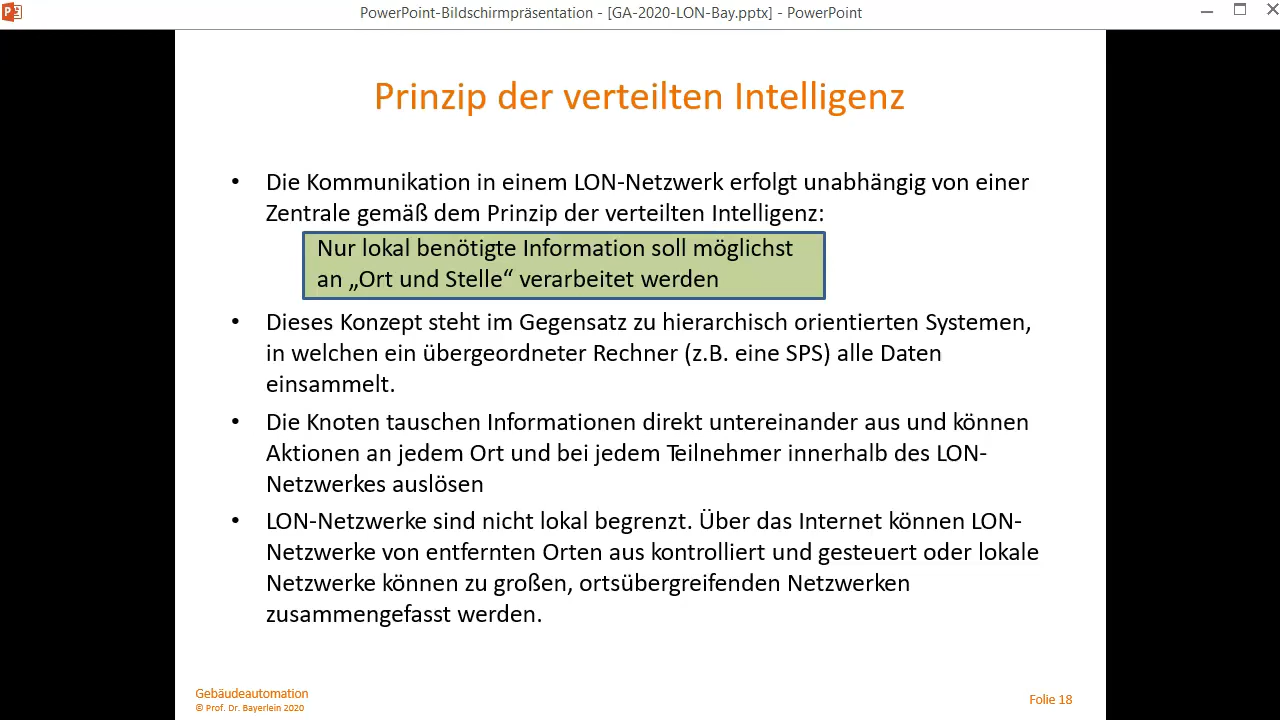 PowerPoint-Bildschirmpräsentation - [GA-2020-LON-Bay.pptx] - PowerPoint
Prinzip der verteilten Intelligenz
• Die Kommunikation in einem LON-Netzwerk erfolgt unabhängig von einer
Zentrale gemäß dem Prinzip der verteilten Intelligenz:
Nur lokal benötigte Information soll möglichst
an „Ort und Stelle“ verarbeitet werden
• Dieses Konzept steht im Gegensatz zu hierarchisch orientierten Systemen,
in welchen ein übergeordneter Rechner (z.B. eine SPS) alle Daten
einsammelt.
• Die Knoten tauschen Informationen direkt untereinander aus und können
Aktionen an jedem Ort und bei jedem Teilnehmer innerhalb des LON-
Netzwerkes auslösen
• LON-Netzwerke sind nicht lokal begrenzt. Über das Internet können LON-
Netzwerke von entfernten Orten aus kontrolliert und gesteuert oder lokale
Netzwerke können zu großen, ortsübergreifenden Netzwerken
zusammengefasst werden.
Gebäudeautomation
© Prof. Dr. Bayerlein 2020
Folie 18